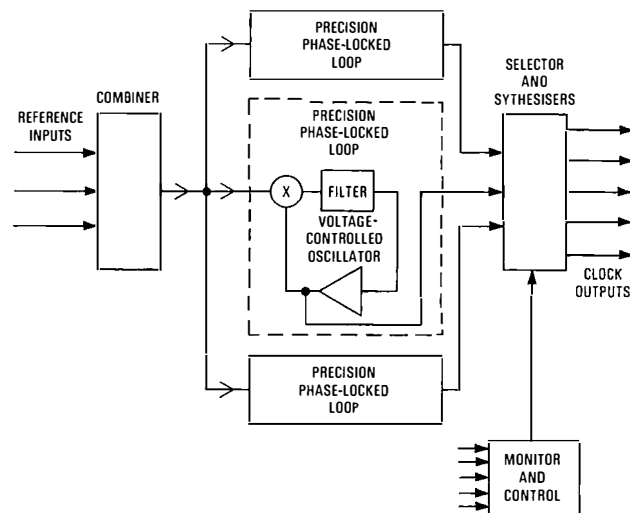 PRECISION
PHASE-LOCKED
LOOP
SELECTOR
AND
SYTHESISERS
COMBINER
REFERENCE
INPUTS
PRECISION
PHASE-LOCKED
LOOP
X
FILTER
VOLTAGE-
CONTROLLED
OSCILLATOR
CLOCK
OUTPUTS
PRECISION
PHASE-LOCKED
LOOP
MONITOR
AND
CONTROL